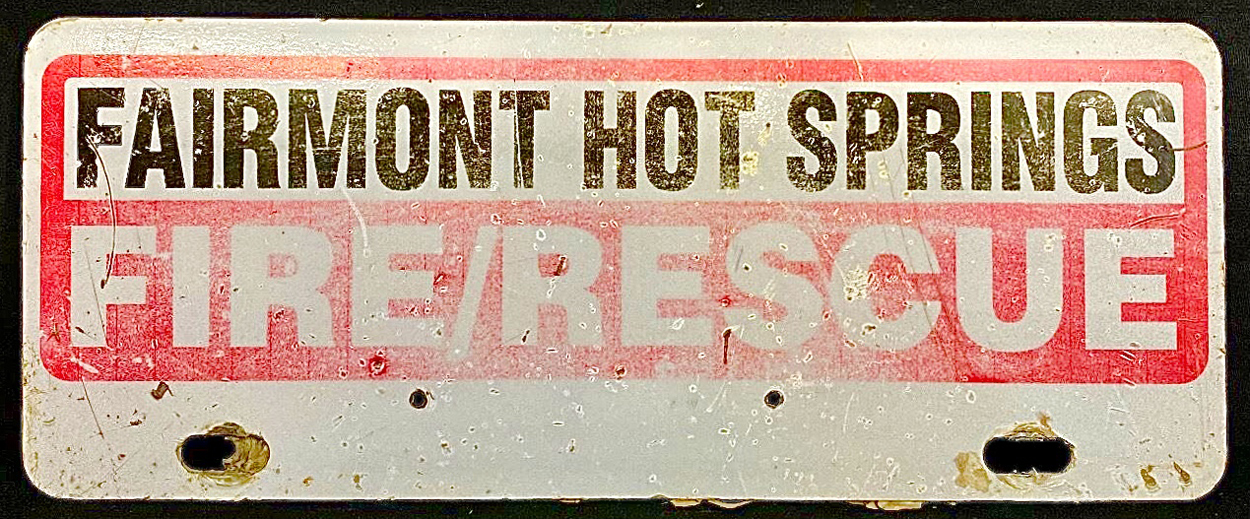 FAIRMONT HOT SPRINGS
FIRE/RESCUE